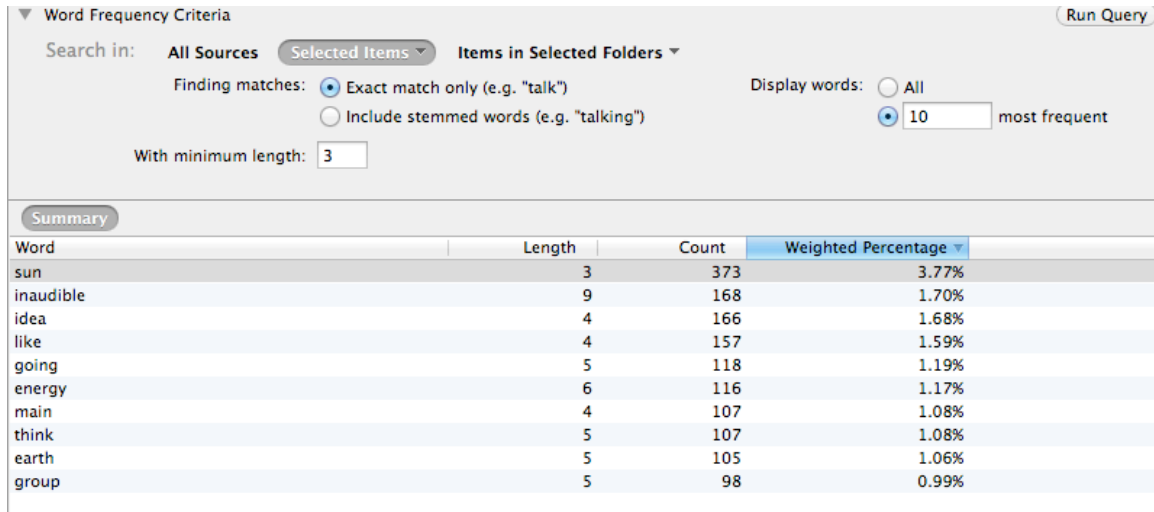 Word Frequency Criteria Run Query
Search in: All Sources Selected Items Items in Selected Folders
Finding matches: Exact match only (e.g. "talk") Display words: All
Include stemmed words (e.g. "talking") 10 most frequent
With minimum length: 3
Summary
Word Length Count Weighted Percentage
sun 3 373 3.77%
inaudible 9 168 1.70%
idea 4 166 1.68%
like 4 157 1.59%
going 5 118 1.19%
energy 6 116 1.17%
main 4 107 1.08%
think 5 107 1.08%
earth 5 105 1.06%
group 5 98 0.99%